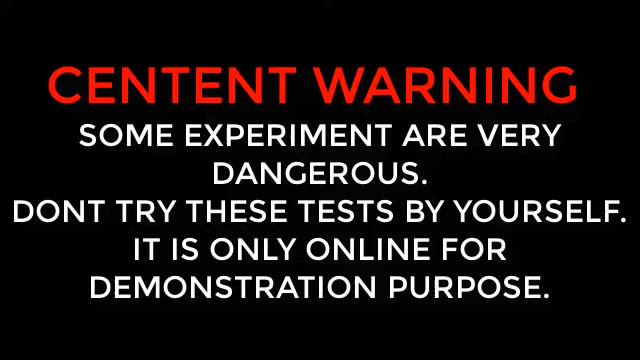 CENTENT WARNING
SOME EXPERIMENT ARE VERY
DANGEROUS.
DONT TRY THESE TESTS BY YOURSELF.
IT IS ONLY ONLINE FOR
DEMONSTRATION PURPOSE.